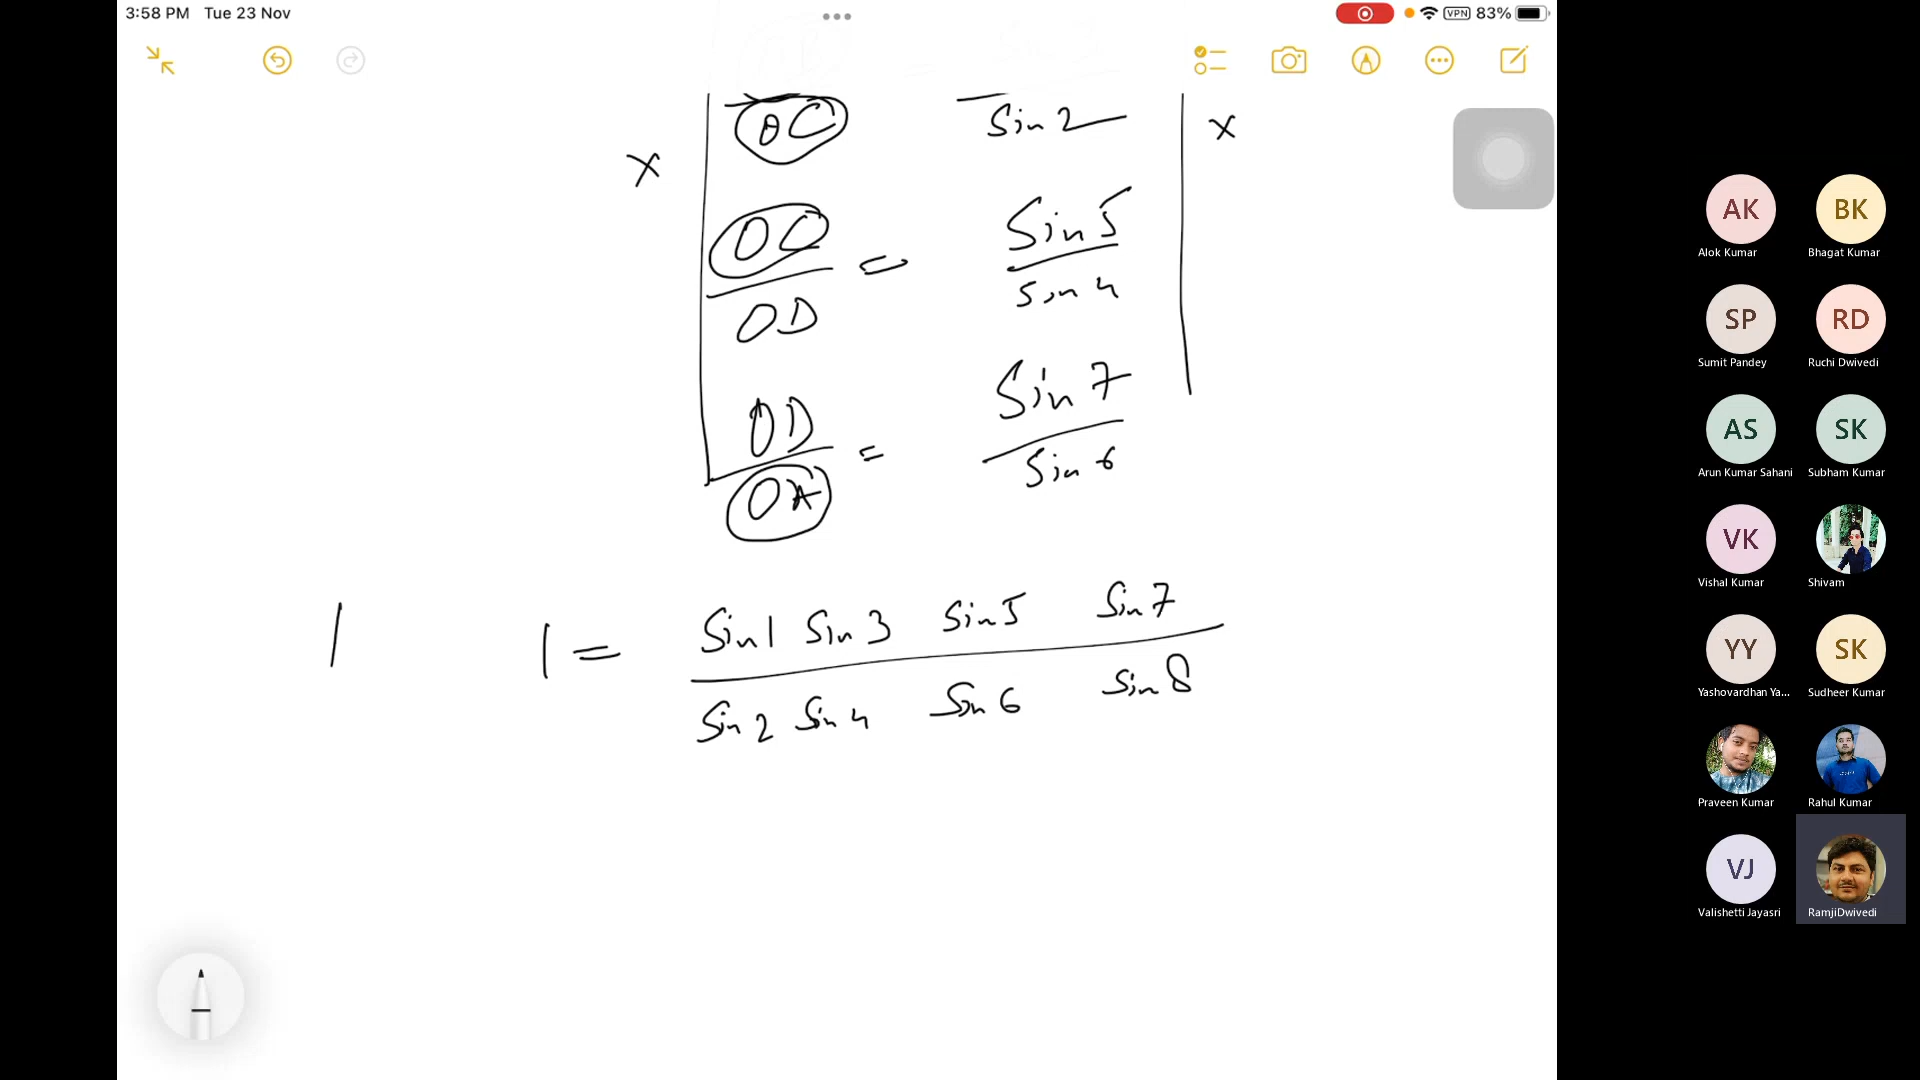 3:58 PM Tue 23 Nov
VPN 83%
OC
Sin 2
x
x
OC
=
Sin 5
OD
Sin 4
OD
=
Sin 7
OA
Sin 6
1
1 =
Sin 1 Sin 3 Sin 5 Sin 7
Sin 2 Sin 4 Sin 6 Sin 8
AK
BK
Alok Kumar
Bhagat Kumar
SP
RD
Sumit Pandey
Ruchi Dwivedi
AS
SK
Arun Kumar Sahani
Subham Kumar
VK
Vishal Kumar
Shivam
YY
SK
Yashovardhan Ya...
Sudheer Kumar
Praveen Kumar
Rahul Kumar
VJ
Valishetti Jayasri
RamjiDwivedi